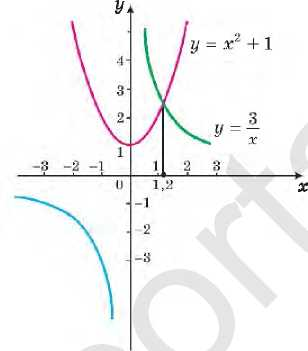 y
y = x² + 1
4
3
2
y = 3/x
1
-3 -2 -1 0 1 1,2 2 3 x
-1
-2
-3
port